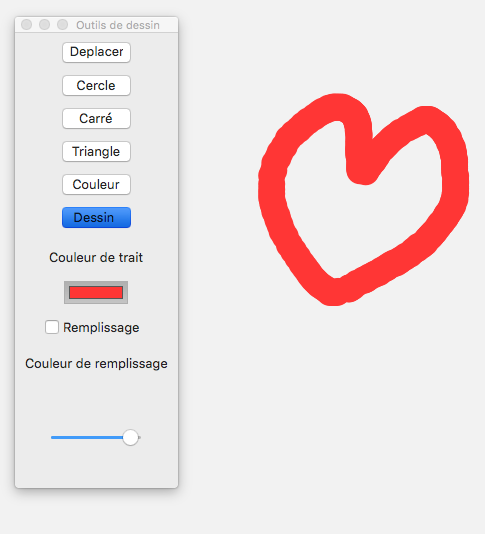 Outils de dessin
Deplacer
Cercle
Carré
Triangle
Couleur
Dessin
Couleur de trait
Remplissage
Couleur de remplissage